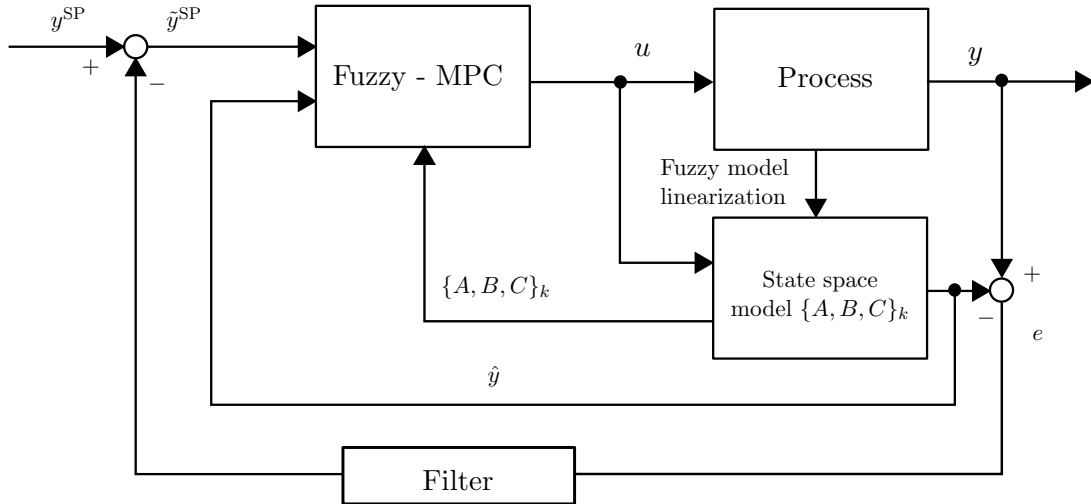 y^SP
ỹ^SP
+
−
Fuzzy - MPC
u
Process
y
Fuzzy model
linearization
{A, B, C}_k
State space
model {A, B, C}_k
+
−
e
ŷ
Filter